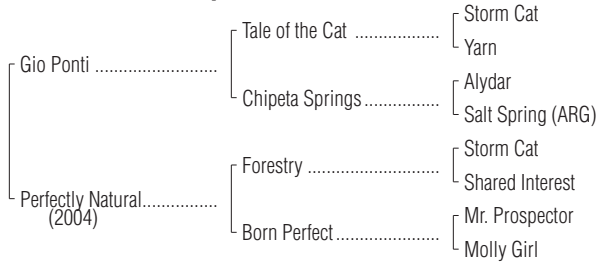 Storm Cat
Tale of the Cat ..................
Yarn
Gio Ponti ..........................
Alydar
Chipeta Springs................
Salt Spring (ARG)
Storm Cat
Forestry ............................
Shared Interest
Perfectly Natural................
(2004)
Mr. Prospector
Born Perfect......................
Molly Girl